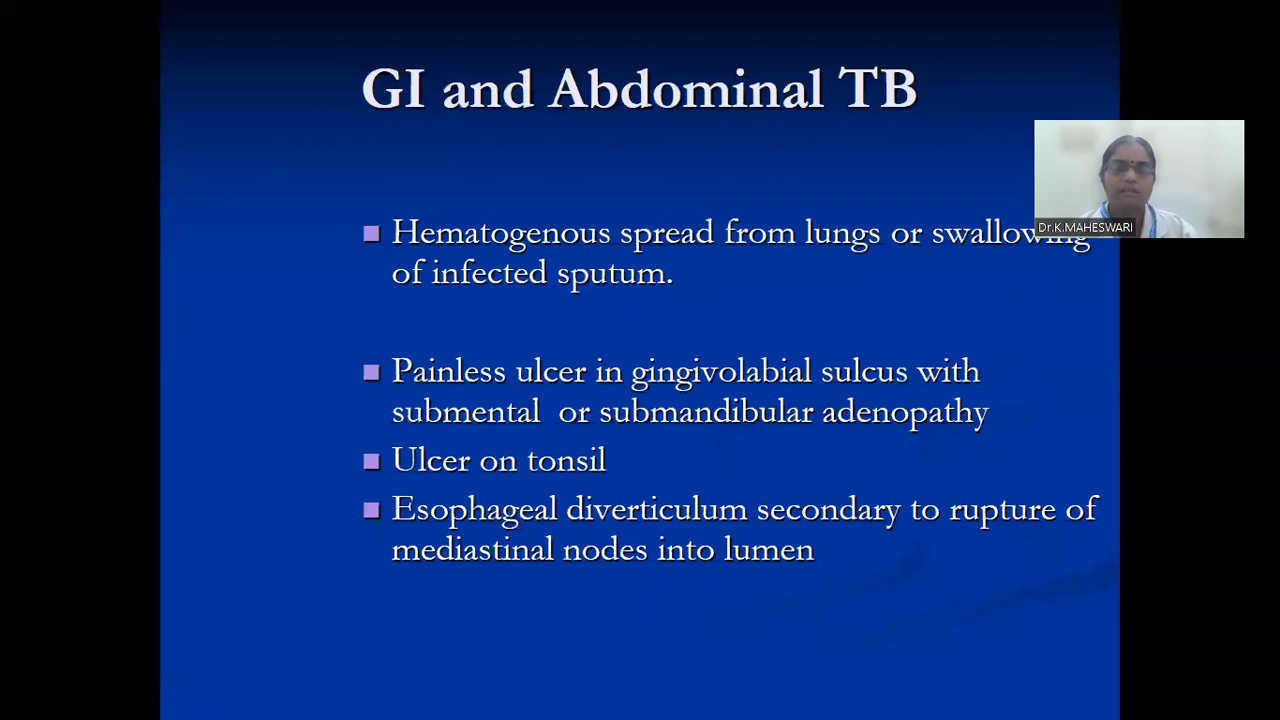 GI and Abdominal TB
Hematogenous spread from lungs or swallowing
of infected sputum.
Painless ulcer in gingivolabial sulcus with
submental or submandibular adenopathy
Ulcer on tonsil
Esophageal diverticulum secondary to rupture of
mediastinal nodes into lumen
Dr.K.MAHESWARI